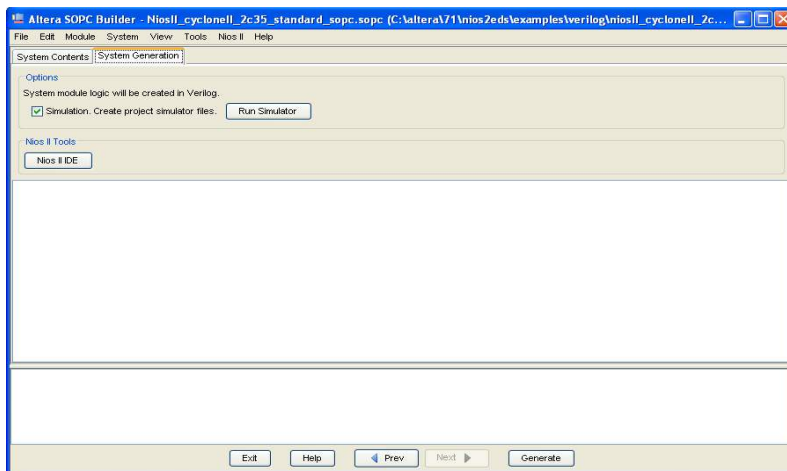 Altera SOPC Builder - NiosII_cycloneII_2c35_standard_sopc.sopc (C:\altera\71\nios2eds\examples\verilog\niosII_cycloneII_2c...
File Edit Module System View Tools Nios II Help
System Contents System Generation
Options
System module logic will be created in Verilog.
Simulation. Create project simulator files. Run Simulator
Nios II Tools
Nios II IDE
Exit Help Prev Next Generate